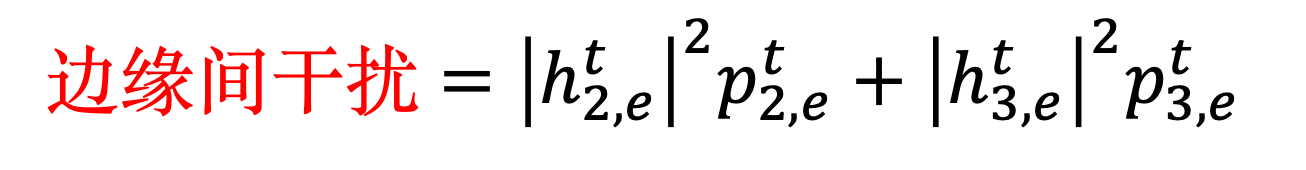 边缘间干扰 = |h^t_{2,e}|^2 p^t_{2,e} + |h^t_{3,e}|^2 p^t_{3,e}